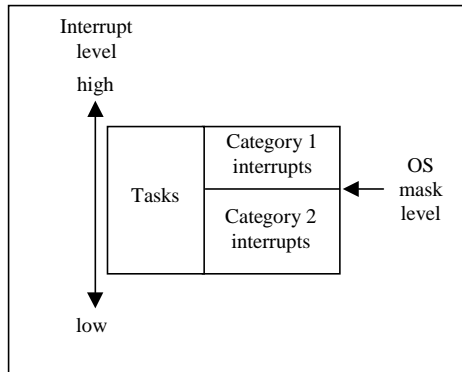 Interrupt
level
high
Category 1
interrupts
Tasks
Category 2
interrupts
OS
mask
level
low